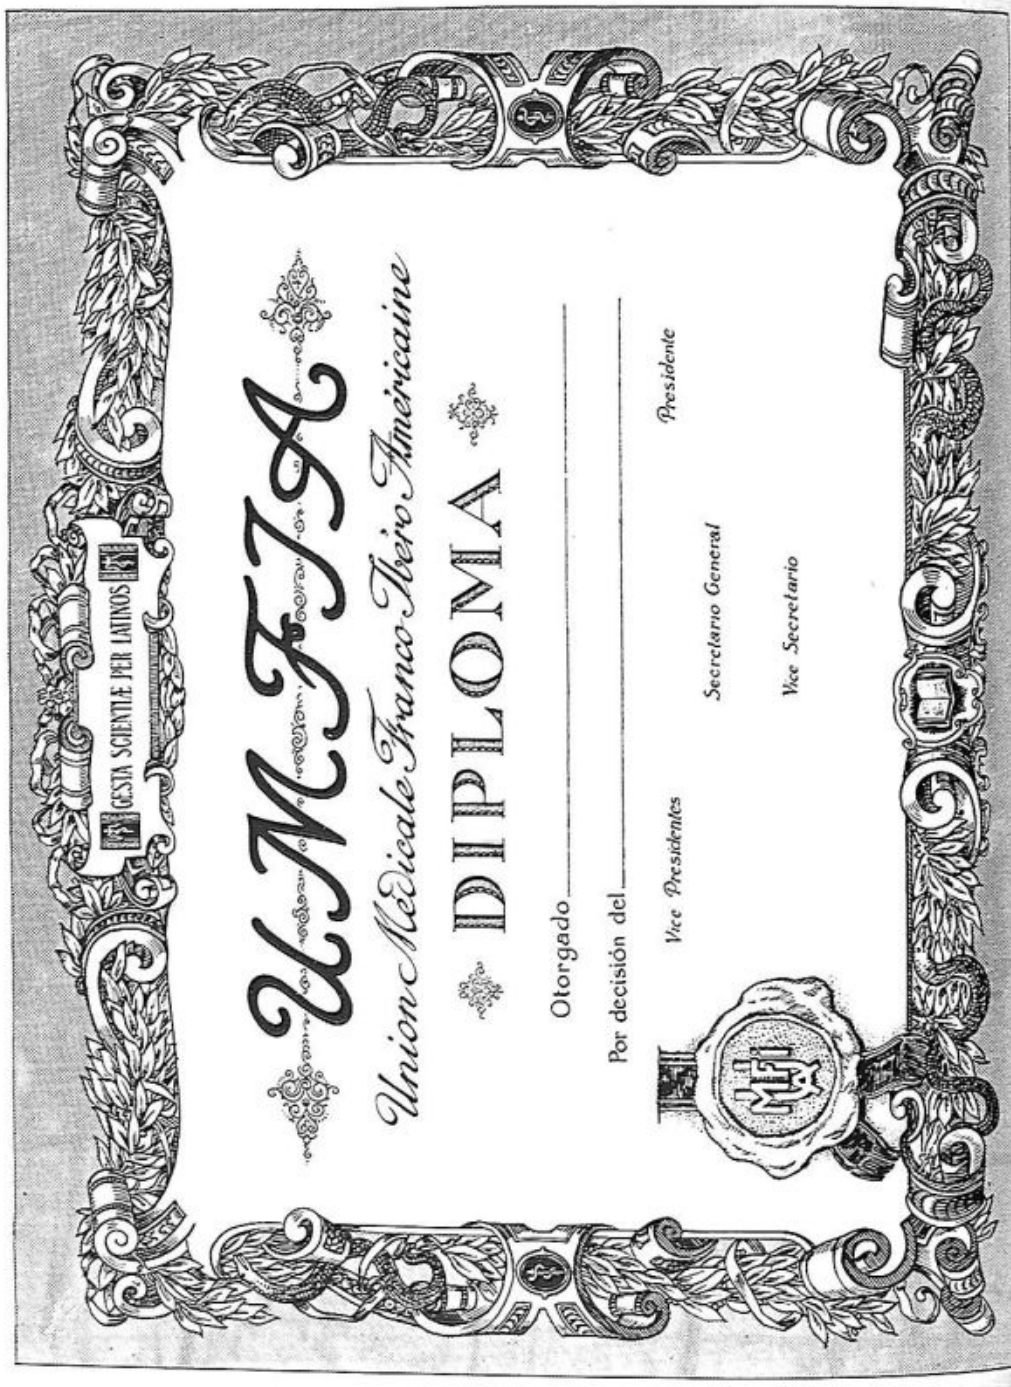 GESTA SCIENTIÆ PER LATINOS
UMFIA
Union Médicale Franco Ibéro Américaine
DIPLOMA
Otorgado
Por decisión del
Vice Presidentes
Presidente
Secretario General
Vice Secretario
UMFIA